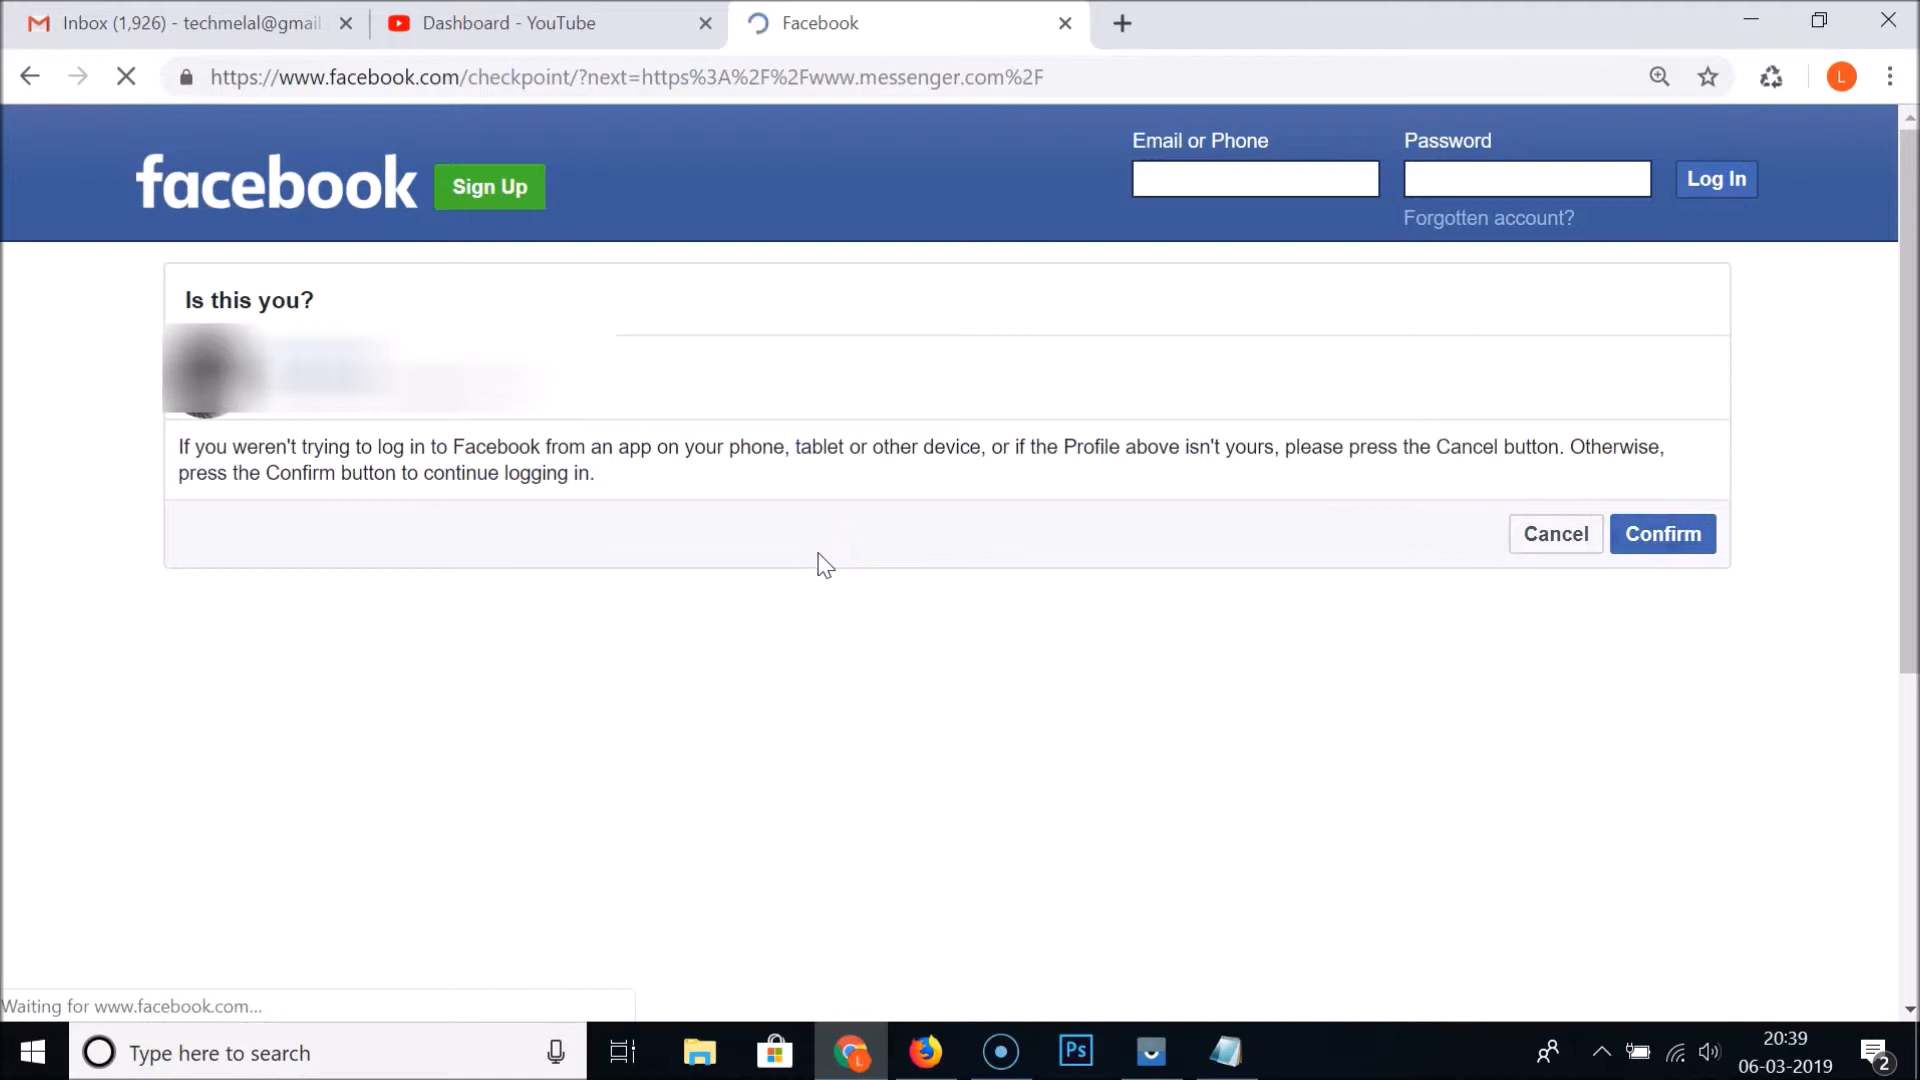 Inbox (1,926) - techmelal@gmail
Dashboard - YouTube
Facebook
https://www.facebook.com/checkpoint/?next=https%3A%2F%2Fwww.messenger.com%2F
L
Email or Phone
Password
facebook
Sign Up
Log In
Forgotten account?
Is this you?
If you weren't trying to log in to Facebook from an app on your phone, tablet or other device, or if the Profile above isn't yours, please press the Cancel button. Otherwise,
press the Confirm button to continue logging in.
Cancel
Confirm
Waiting for www.facebook.com...
Type here to search
L
Ps
20:39
06-03-2019
2